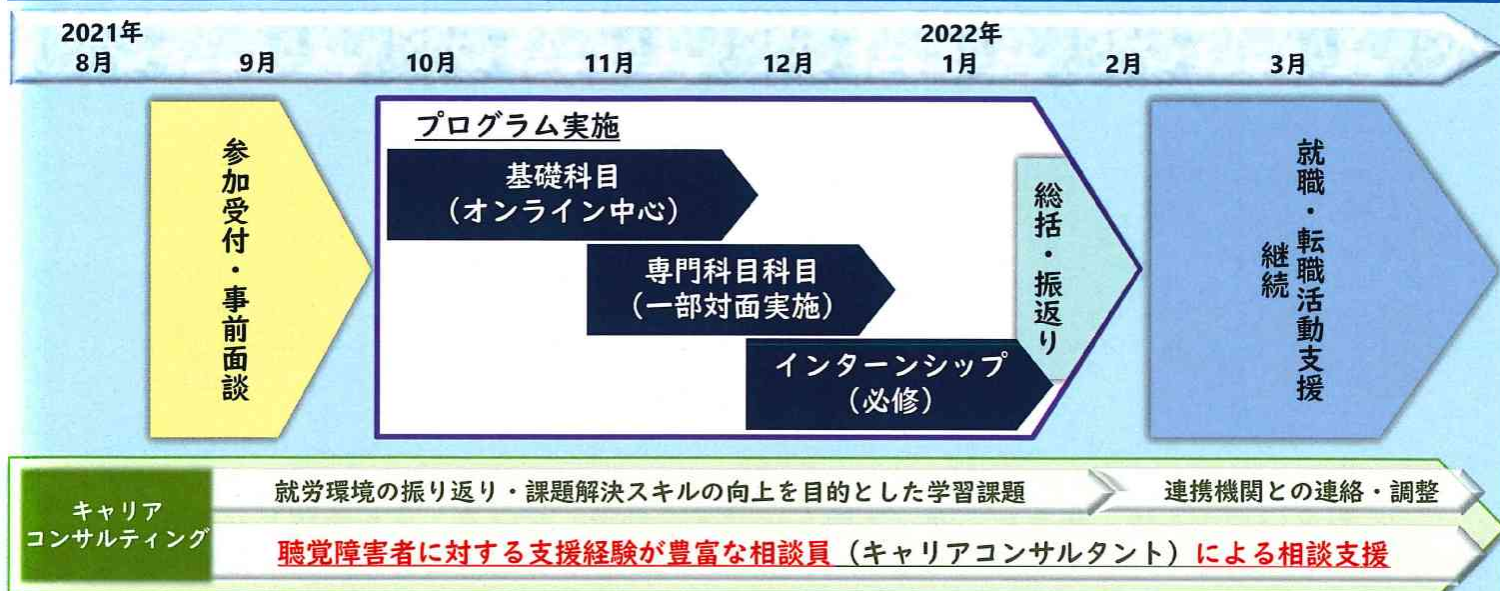 2021年
2022年
8月
9月
10月
11月
12月
1月
2月
3月
参加受付・事前面談
プログラム実施
基礎科目
（オンライン中心）
専門科目科目
（一部対面実施）
インターンシップ
（必修）
総括・振返り
就職・転職活動支援
継続
キャリア
コンサルティング
就労環境の振り返り・課題解決スキルの向上を目的とした学習課題
連携機関との連絡・調整
聴覚障害者に対する支援経験が豊富な相談員（キャリアコンサルタント）による相談支援